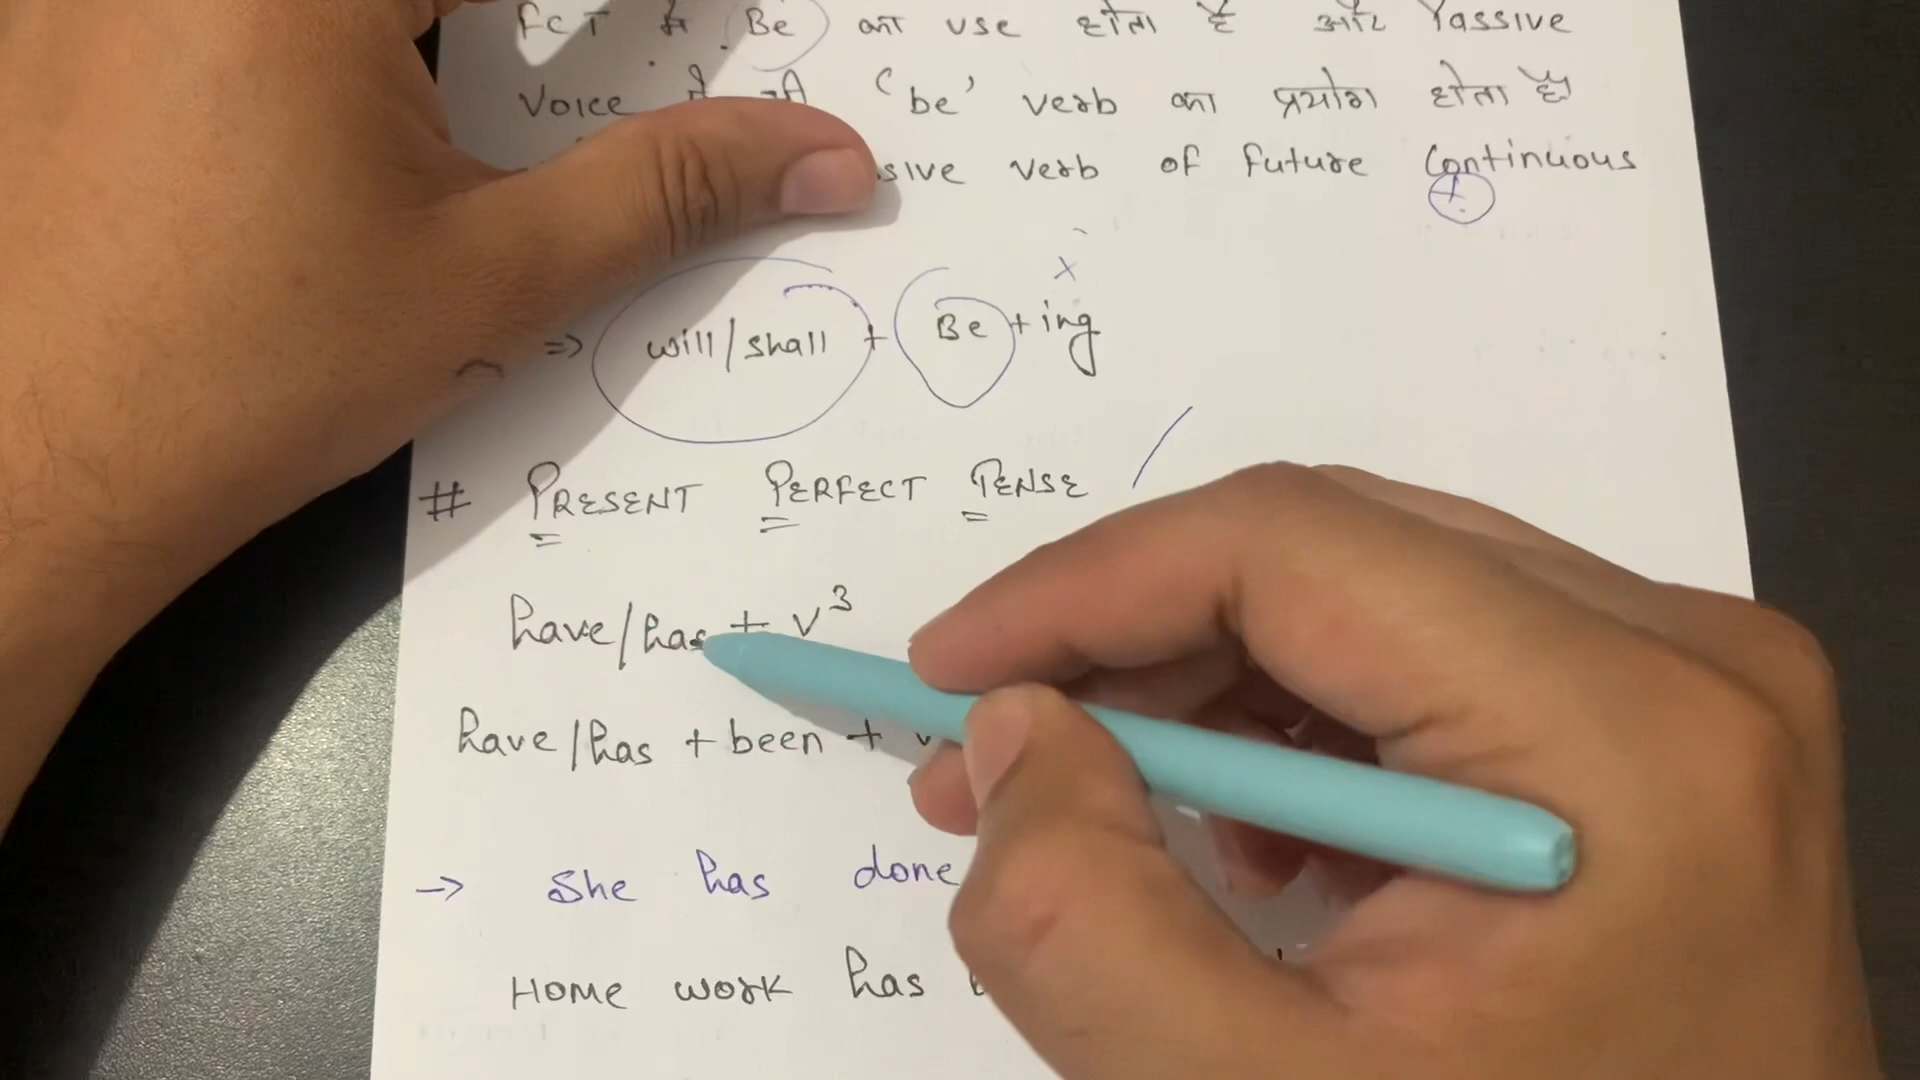 FCT में Be का use होता है और Passive
Voice में भी 'be' verb का प्रयोग होता है
verb of future Continuous
=> will/shall + Be + ing
# PRESENT PERFECT TENSE
have/has + v³
have/has + been + v
→ She has done
HOME work has